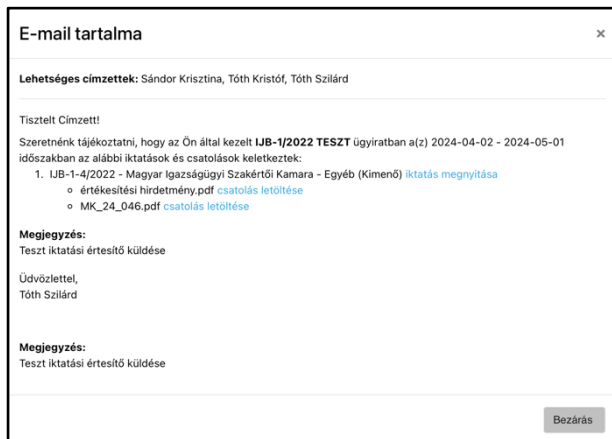 E-mail tartalma
×
Lehetséges címzettek: Sándor Krisztina, Tóth Kristóf, Tóth Szilárd
Tisztelt Címzett!
Szeretnénk tájékoztatni, hogy az Ön által kezelt IJB-1/2022 TESZT ügyiratban a(z) 2024-04-02 - 2024-05-01
időszakban az alábbi iktatások és csatolások keletkeztek:
1. IJB-1-4/2022 - Magyar Igazságügyi Szakértői Kamara - Egyéb (Kimenő) iktatás megnyitása
○ értékesítési hirdetmény.pdf csatolás letöltése
○ MK_24_046.pdf csatolás letöltése
Megjegyzés:
Teszt iktatási értesítő küldése
Üdvözlettel,
Tóth Szilárd
Megjegyzés:
Teszt iktatási értesítő küldése
Bezárás